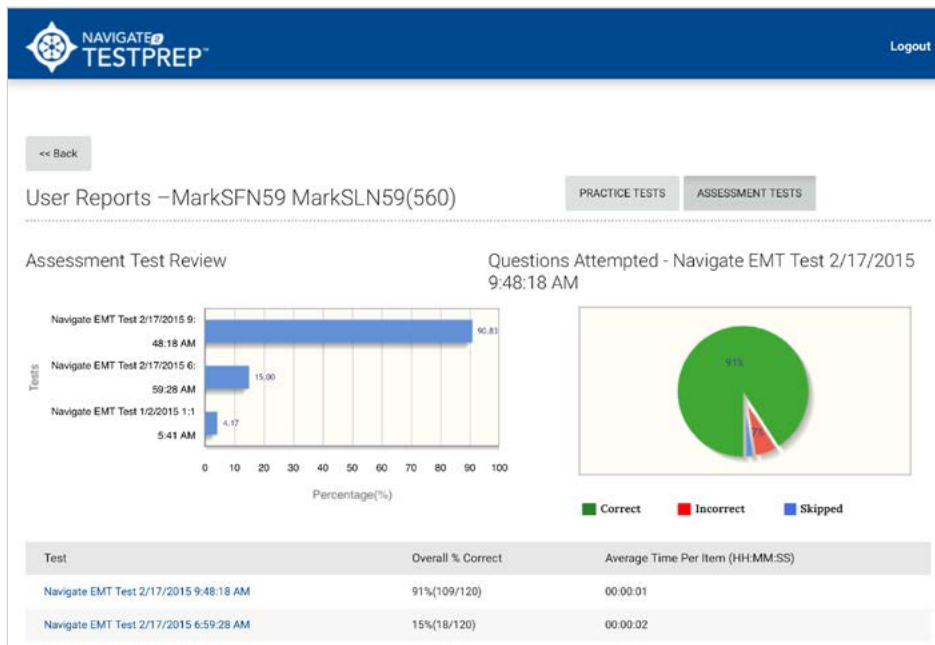 NAVIGATE 2
TESTPREP™
Logout
<< Back
User Reports –MarkSFN59 MarkSLN59(560)
PRACTICE TESTS
ASSESSMENT TESTS
Assessment Test Review
Questions Attempted - Navigate EMT Test 2/17/2015
9:48:18 AM
Tests
Navigate EMT Test 2/17/2015 9:
48:18 AM
90.83
Navigate EMT Test 2/17/2015 6:
59:28 AM
15.00
Navigate EMT Test 1/2/2015 1:1
5:41 AM
4.17
0 10 20 30 40 50 60 70 80 90 100
Percentage(%)
91%
7%
Correct Incorrect Skipped
Test Overall % Correct Average Time Per Item (HH:MM:SS)
Navigate EMT Test 2/17/2015 9:48:18 AM 91%(109/120) 00:00:01
Navigate EMT Test 2/17/2015 6:59:28 AM 15%(18/120) 00:00:02